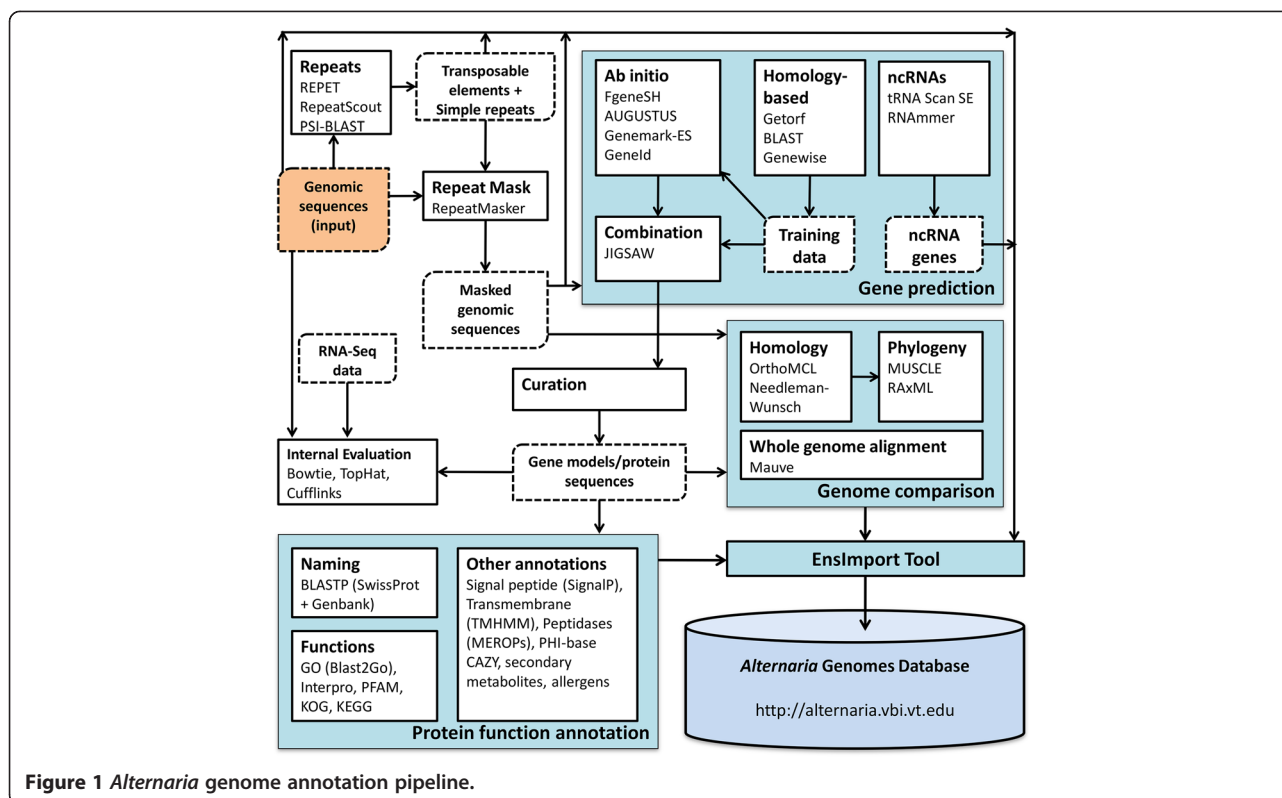 Repeats
REPET
RepeatScout
PSI-BLAST
Transposable
elements +
Simple repeats
Genomic
sequences
(input)
Repeat Mask
RepeatMasker
Masked
genomic
sequences
RNA-Seq
data
Ab initio
FgeneSH
AUGUSTUS
Genemark-ES
GeneId
Homology-
based
Getorf
BLAST
Genewise
ncRNAs
tRNA Scan SE
RNAmmer
Combination
JIGSAW
Training
data
ncRNA
genes
Gene prediction
Homology
OrthoMCL
Needleman-
Wunsch
Phylogeny
MUSCLE
RAxML
Whole genome alignment
Mauve
Genome comparison
Curation
Internal Evaluation
Bowtie, TopHat,
Cufflinks
Gene models/protein
sequences
Naming
BLASTP (SwissProt
+ Genbank)
Functions
GO (Blast2Go),
Interpro, PFAM,
KOG, KEGG
Other annotations
Signal peptide (SignalP),
Transmembrane
(TMHMM), Peptidases
(MEROPs), PHI-base
CAZY, secondary
metabolites, allergens
Protein function annotation
EnsImport Tool
Alternaria Genomes Database
http://alternaria.vbi.vt.edu
Figure 1 Alternaria genome annotation pipeline.